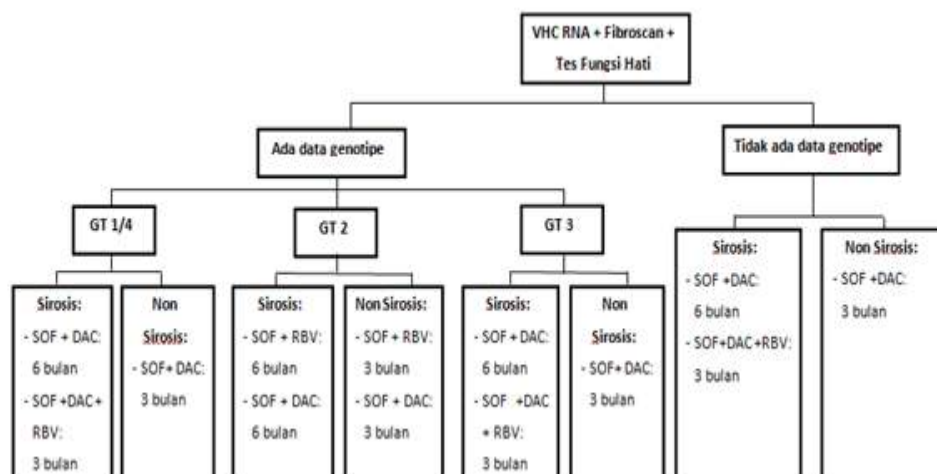 VHC RNA + Fibroscan +
Tes Fungsi Hati
Ada data genotipe
Tidak ada data genotipe
GT 1/4
GT 2
GT 3
Sirosis:
- SOF + DAC:
6 bulan
- SOF +DAC+
RBV:
3 bulan
Non
Sirosis:
- SOF+ DAC:
3 bulan
Sirosis:
- SOF + RBV:
6 bulan
- SOF + DAC:
6 bulan
Non Sirosis:
- SOF + RBV:
3 bulan
- SOF + DAC:
3 bulan
Sirosis:
- SOF + DAC:
6 bulan
- SOF +DAC
+ RBV:
3 bulan
Non
Sirosis:
- SOF+ DAC:
3 bulan
Sirosis:
- SOF +DAC:
6 bulan
- SOF+DAC+RBV:
3 bulan
Non Sirosis:
- SOF +DAC:
3 bulan